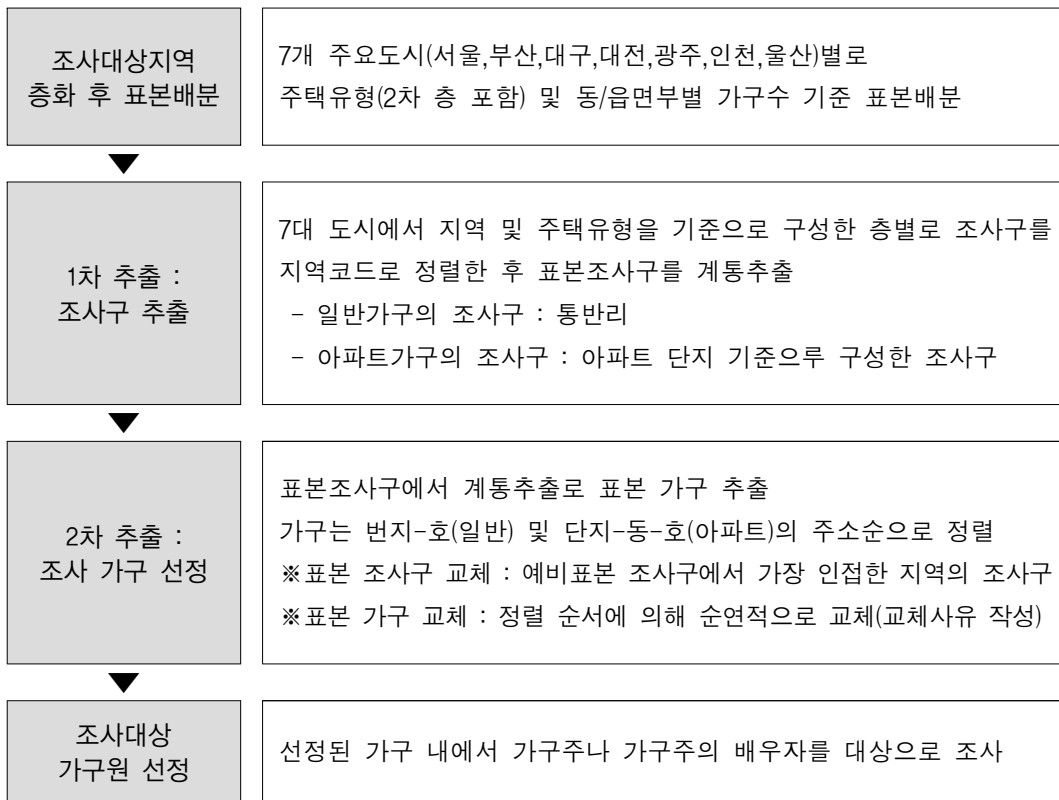 조사대상지역
층화 후 표본배분
7개 주요도시(서울,부산,대구,대전,광주,인천,울산)별로
주택유형(2차 층 포함) 및 동/읍면부별 가구수 기준 표본배분
1차 추출 :
조사구 추출
7대 도시에서 지역 및 주택유형을 기준으로 구성한 층별로 조사구를
지역코드로 정렬한 후 표본조사구를 계통추출
- 일반가구의 조사구 : 통반리
- 아파트가구의 조사구 : 아파트 단지 기준으루 구성한 조사구
2차 추출 :
조사 가구 선정
표본조사구에서 계통추출로 표본 가구 추출
가구는 번지-호(일반) 및 단지-동-호(아파트)의 주소순으로 정렬
※표본 조사구 교체 : 예비표본 조사구에서 가장 인접한 지역의 조사구
※표본 가구 교체 : 정렬 순서에 의해 순연적으로 교체(교체사유 작성)
조사대상
가구원 선정
선정된 가구 내에서 가구주나 가구주의 배우자를 대상으로 조사